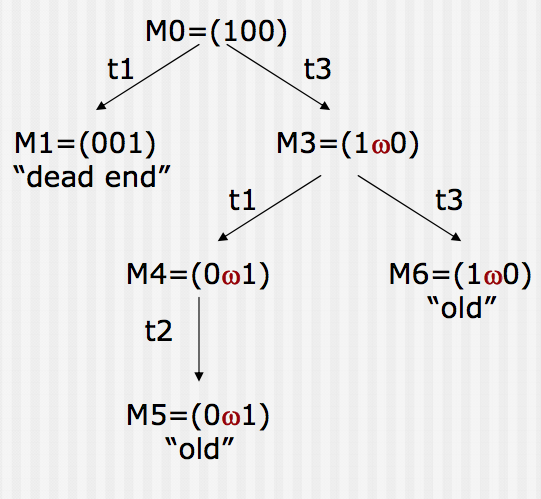 M0=(100)
t1
t3
M1=(001)
“dead end”
M3=(1ω0)
t1
t3
M4=(0ω1)
M6=(1ω0)
“old”
t2
M5=(0ω1)
“old”